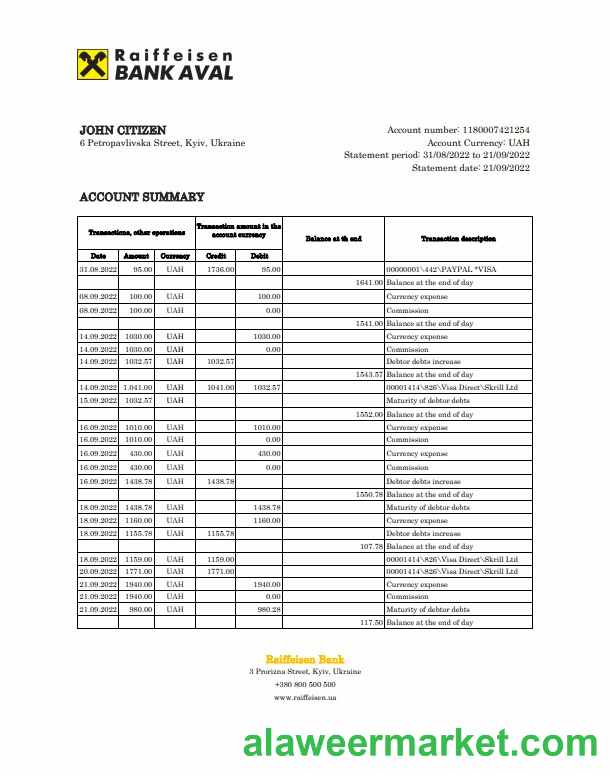 Raiffeisen
BANK AVAL
JOHN CITIZEN
6 Petropavlivska Street, Kyiv, Ukraine
Account number: 1180007421254
Account Currency: UAH
Statement period: 31/08/2022 to 21/09/2022
Statement date: 21/09/2022
ACCOUNT SUMMARY
Transactions, other operations Transaction amount in the account currency Balance at th end Transaction description
Date Amount Currency Credit Debit
31.08.2022 95.00 UAH 1736.00 95.00 00000001\442\PAYPAL *VISA
1641.00 Balance at the end of day
08.09.2022 100.00 UAH 100.00 Currency expense
08.09.2022 100.00 UAH 0.00 Commission
1541.00 Balance at the end of day
14.09.2022 1030.00 UAH 1030.00 Currency expense
14.09.2022 1030.00 UAH 0.00 Commission
14.09.2022 1032.57 UAH 1032.57 Debtor debts increase
1543.57 Balance at the end of day
14.09.2022 1.041.00 UAH 1041.00 1032.57 00001414\826\Visa Direct\Skrill Ltd
15.09.2022 1032.57 UAH Maturity of debtor debts
1552.00 Balance at the end of day
16.09.2022 1010.00 UAH 1010.00 Currency expense
16.09.2022 1010.00 UAH 0.00 Commission
16.09.2022 430.00 UAH 430.00 Currency expense
16.09.2022 430.00 UAH 0.00 Commission
16.09.2022 1438.78 UAH 1438.78 Debtor debts increase
1550.78 Balance at the end of day
18.09.2022 1438.78 UAH 1438.78 Maturity of debtor debts
18.09.2022 1160.00 UAH 1160.00 Currency expense
18.09.2022 1155.78 UAH 1155.78 Debtor debts increase
107.78 Balance at the end of day
18.09.2022 1159.00 UAH 1159.00 00001414\826\Visa Direct\Skrill Ltd
20.09.2022 1771.00 UAH 1771.00 00001414\826\Visa Direct\Skrill Ltd
21.09.2022 1940.00 UAH 1940.00 Currency expense
21.09.2022 1940.00 UAH 0.00 Commission
21.09.2022 980.00 UAH 980.28 Maturity of debtor debts
117.50 Balance at the end of day
Raiffeisen Bank
3 Prorizna Street, Kyiv, Ukraine
+380 800 500 500
www.raiffeisen.ua
alaweermarket.com